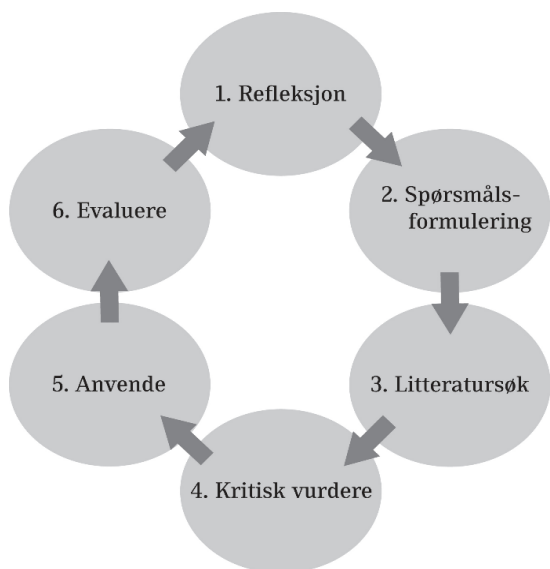 1. Refleksjon
2. Spørsmåls-
formulering
3. Litteratursøk
4. Kritisk vurdere
5. Anvende
6. Evaluere